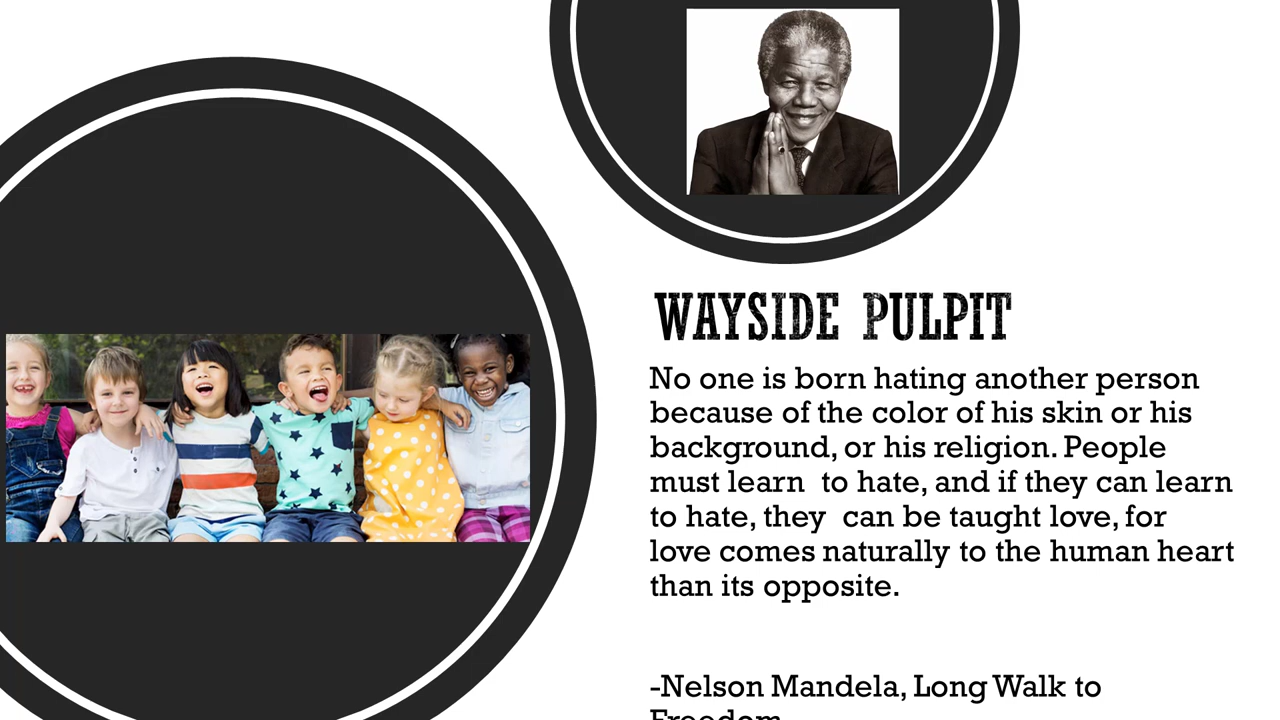 WAYSIDE PULPIT
No one is born hating another person
because of the color of his skin or his
background, or his religion. People
must learn  to hate, and if they can learn
to hate, they  can be taught love, for
love comes naturally to the human heart
than its opposite.
-Nelson Mandela, Long Walk to
Freedom